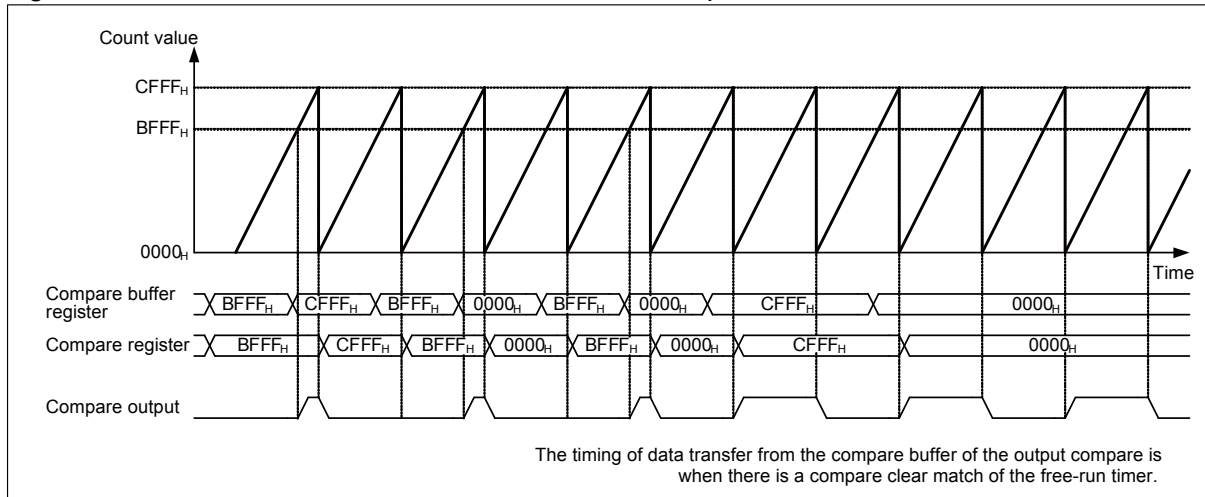 Count value
CFFFH
BFFFH
0000H
Time
Compare buffer
register
BFFFH CFFFH BFFFH 0000H BFFFH 0000H CFFFH 0000H
Compare register
BFFFH CFFFH BFFFH 0000H BFFFH 0000H CFFFH 0000H
Compare output
The timing of data transfer from the compare buffer of the output compare is
when there is a compare clear match of the free-run timer.